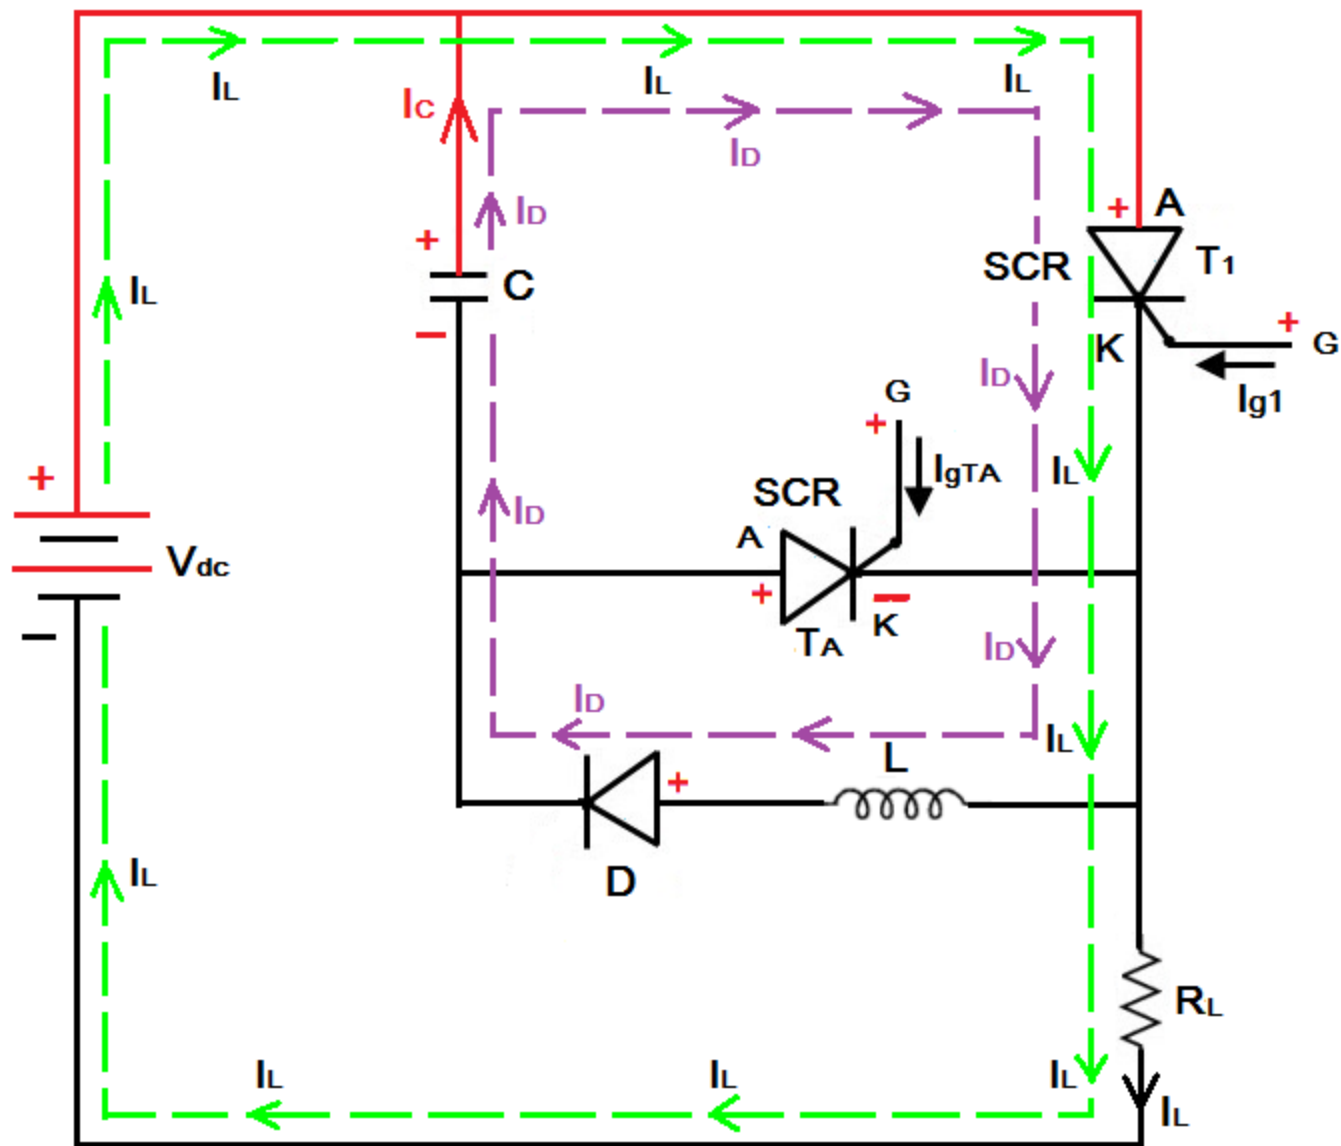 IL
IL
IL
IC
ID
ID
A
+
SCR
T1
+
C
IL
−
+
K
G
Ig1
ID
G
+
IgTA
IL
SCR
+
A
ID
Vdc
+
−
K
TA
−
ID
ID
IL
L
+
D
IL
RL
IL
IL
IL
IL